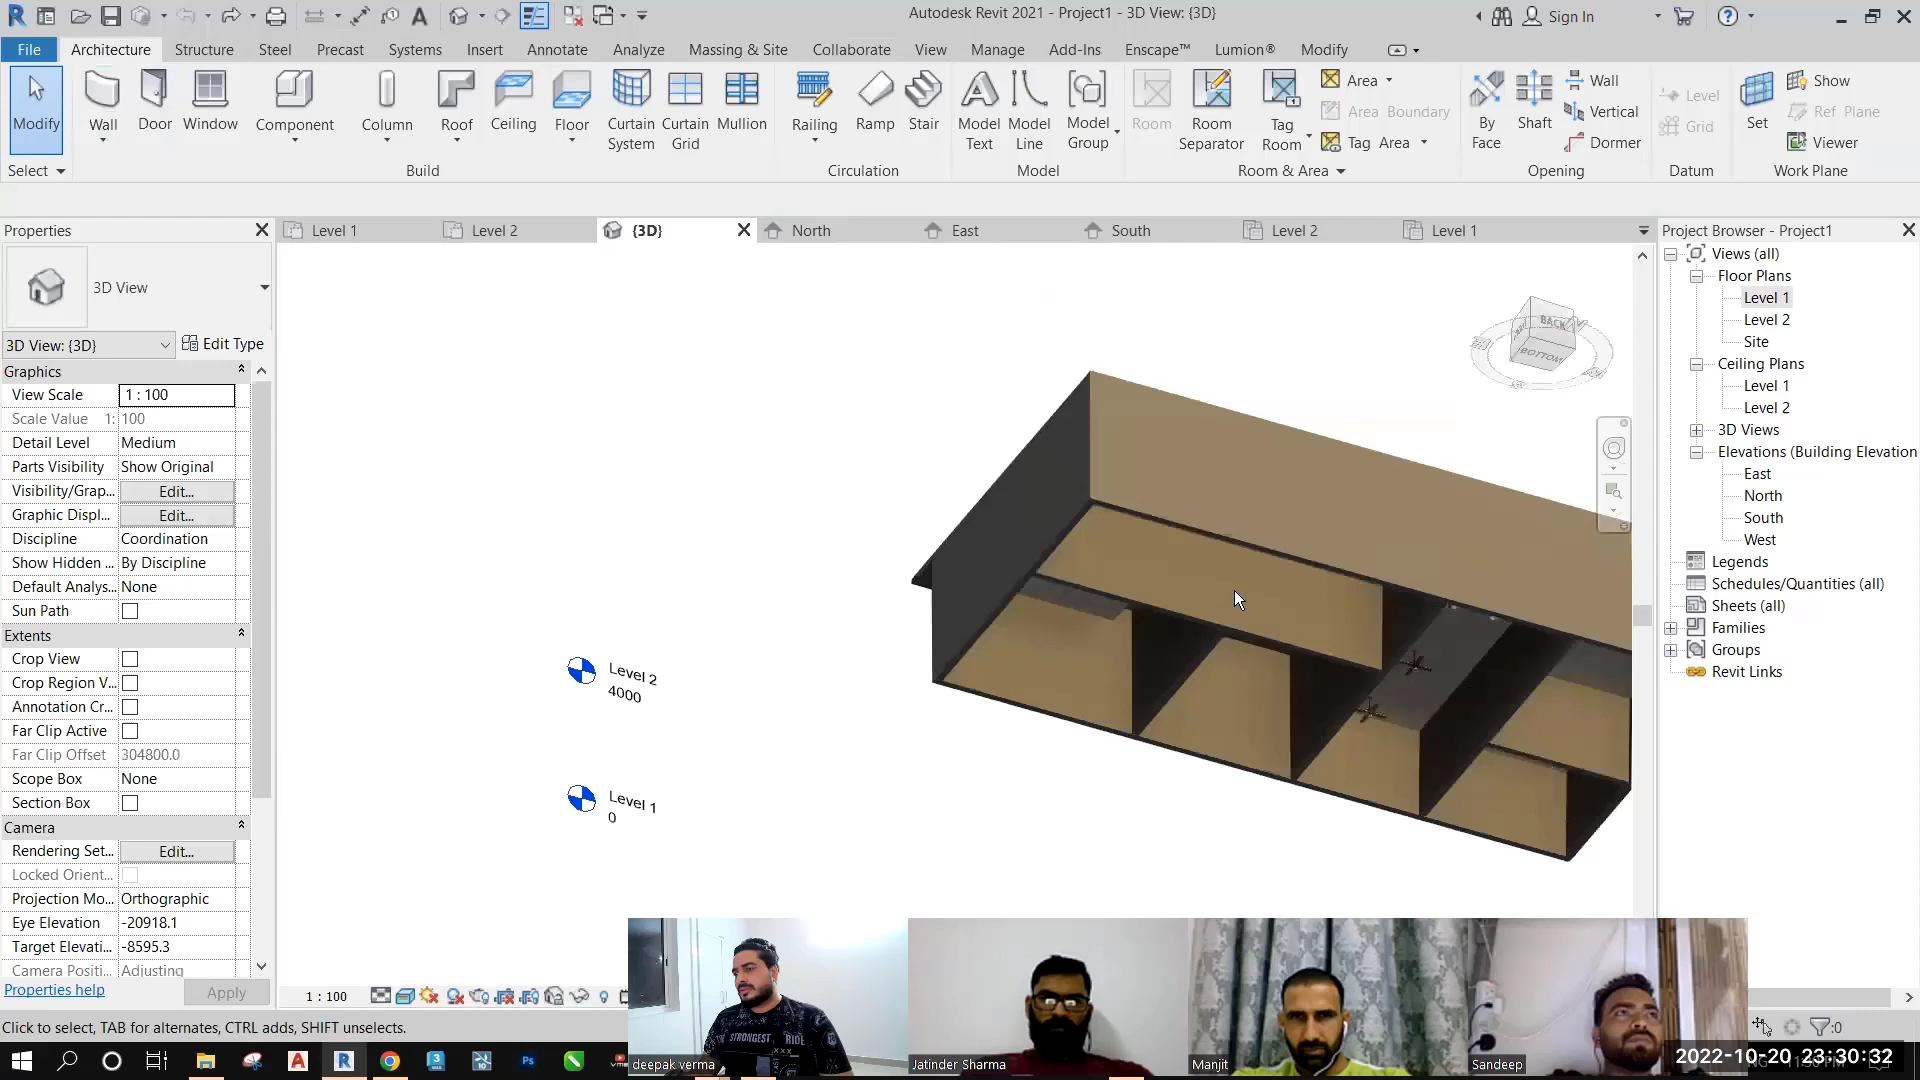 Autodesk Revit 2021 - Project1 - 3D View: {3D}
Sign In
File Architecture Structure Steel Precast Systems Insert Annotate Analyze Massing & Site Collaborate View Manage Add-Ins Enscape™ Lumion® Modify
Modify
Wall
Door
Window
Component
Column
Roof
Ceiling
Floor
Curtain
System
Curtain
Grid
Mullion
Railing
Ramp
Stair
Model
Text
Model
Line
Model
Group
Room
Room
Separator
Tag
Room
Area
Area Boundary
Tag Area
By
Face
Shaft
Wall
Vertical
Dormer
Level
Grid
Set
Show
Ref Plane
Viewer
Select Build Circulation Model Room & Area Opening Datum Work Plane
Properties
Level 1 Level 2 {3D} North East South Level 2 Level 1
Project Browser - Project1
3D View
3D View: {3D} Edit Type
Graphics
View Scale 1 : 100
Scale Value 1: 100
Detail Level Medium
Parts Visibility Show Original
Visibility/Grap... Edit...
Graphic Displ... Edit...
Discipline Coordination
Show Hidden ... By Discipline
Default Analys... None
Sun Path
Extents
Crop View
Crop Region V...
Annotation Cr...
Far Clip Active
Far Clip Offset 304800.0
Scope Box None
Section Box
Camera
Rendering Set... Edit...
Locked Orient...
Projection Mo... Orthographic
Eye Elevation -20918.1
Target Elevati... -8595.3
Camera Positi... Adjusting
Properties help Apply
BACK
BOTTOM
Level 2
4000
Level 1
0
Views (all)
Floor Plans
Level 1
Level 2
Site
Ceiling Plans
Level 1
Level 2
3D Views
Elevations (Building Elevation
East
North
South
West
Legends
Schedules/Quantities (all)
Sheets (all)
Families
Groups
Revit Links
1 : 100
Click to select, TAB for alternates, CTRL adds, SHIFT unselects.
:0
STRONGEST RIDE
deepak verma
Jatinder Sharma
Manjit
Sandeep
2022-10-20 23:30:32